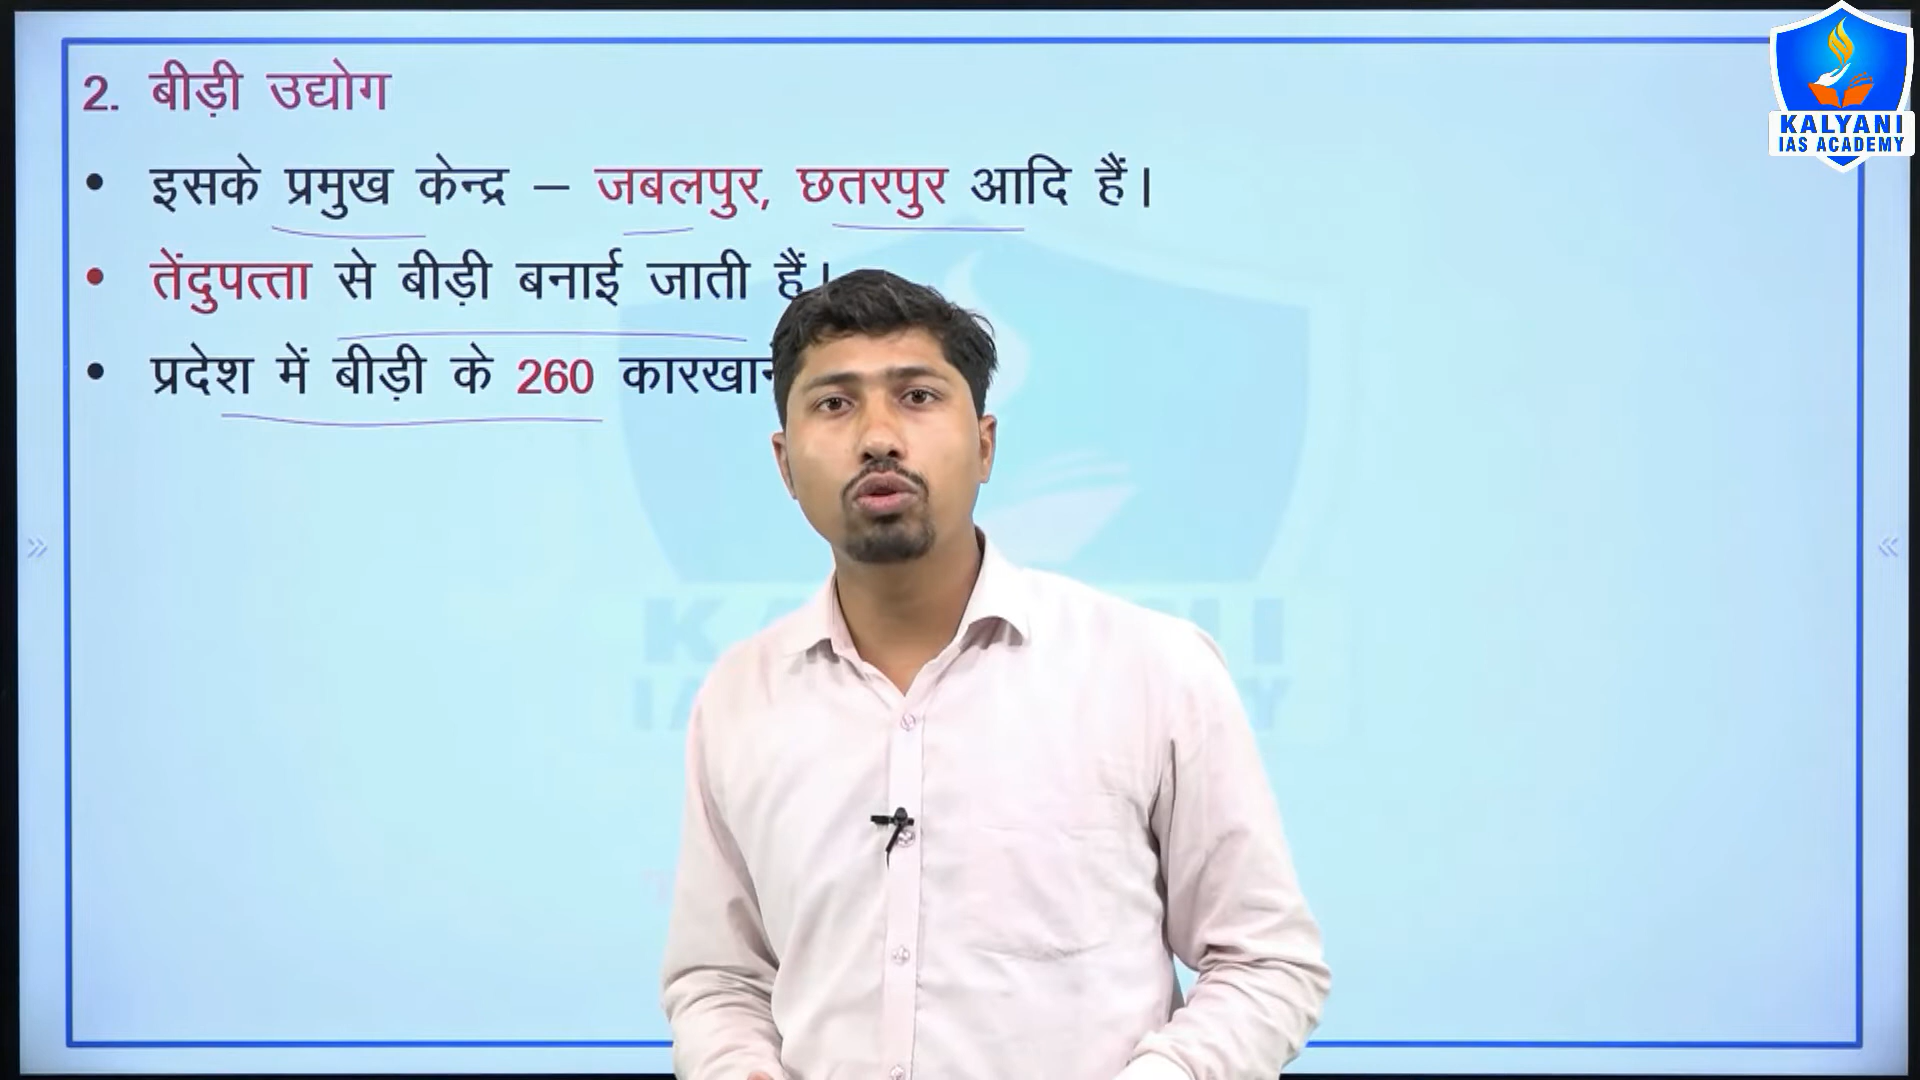 2. बीड़ी उद्योग
• इसके प्रमुख केन्द्र – जबलपुर, छतरपुर आदि हैं।
• तेंदुपत्ता से बीड़ी बनाई जाती हैं।
• प्रदेश में बीड़ी के 260
KALYANI
IAS ACADEMY